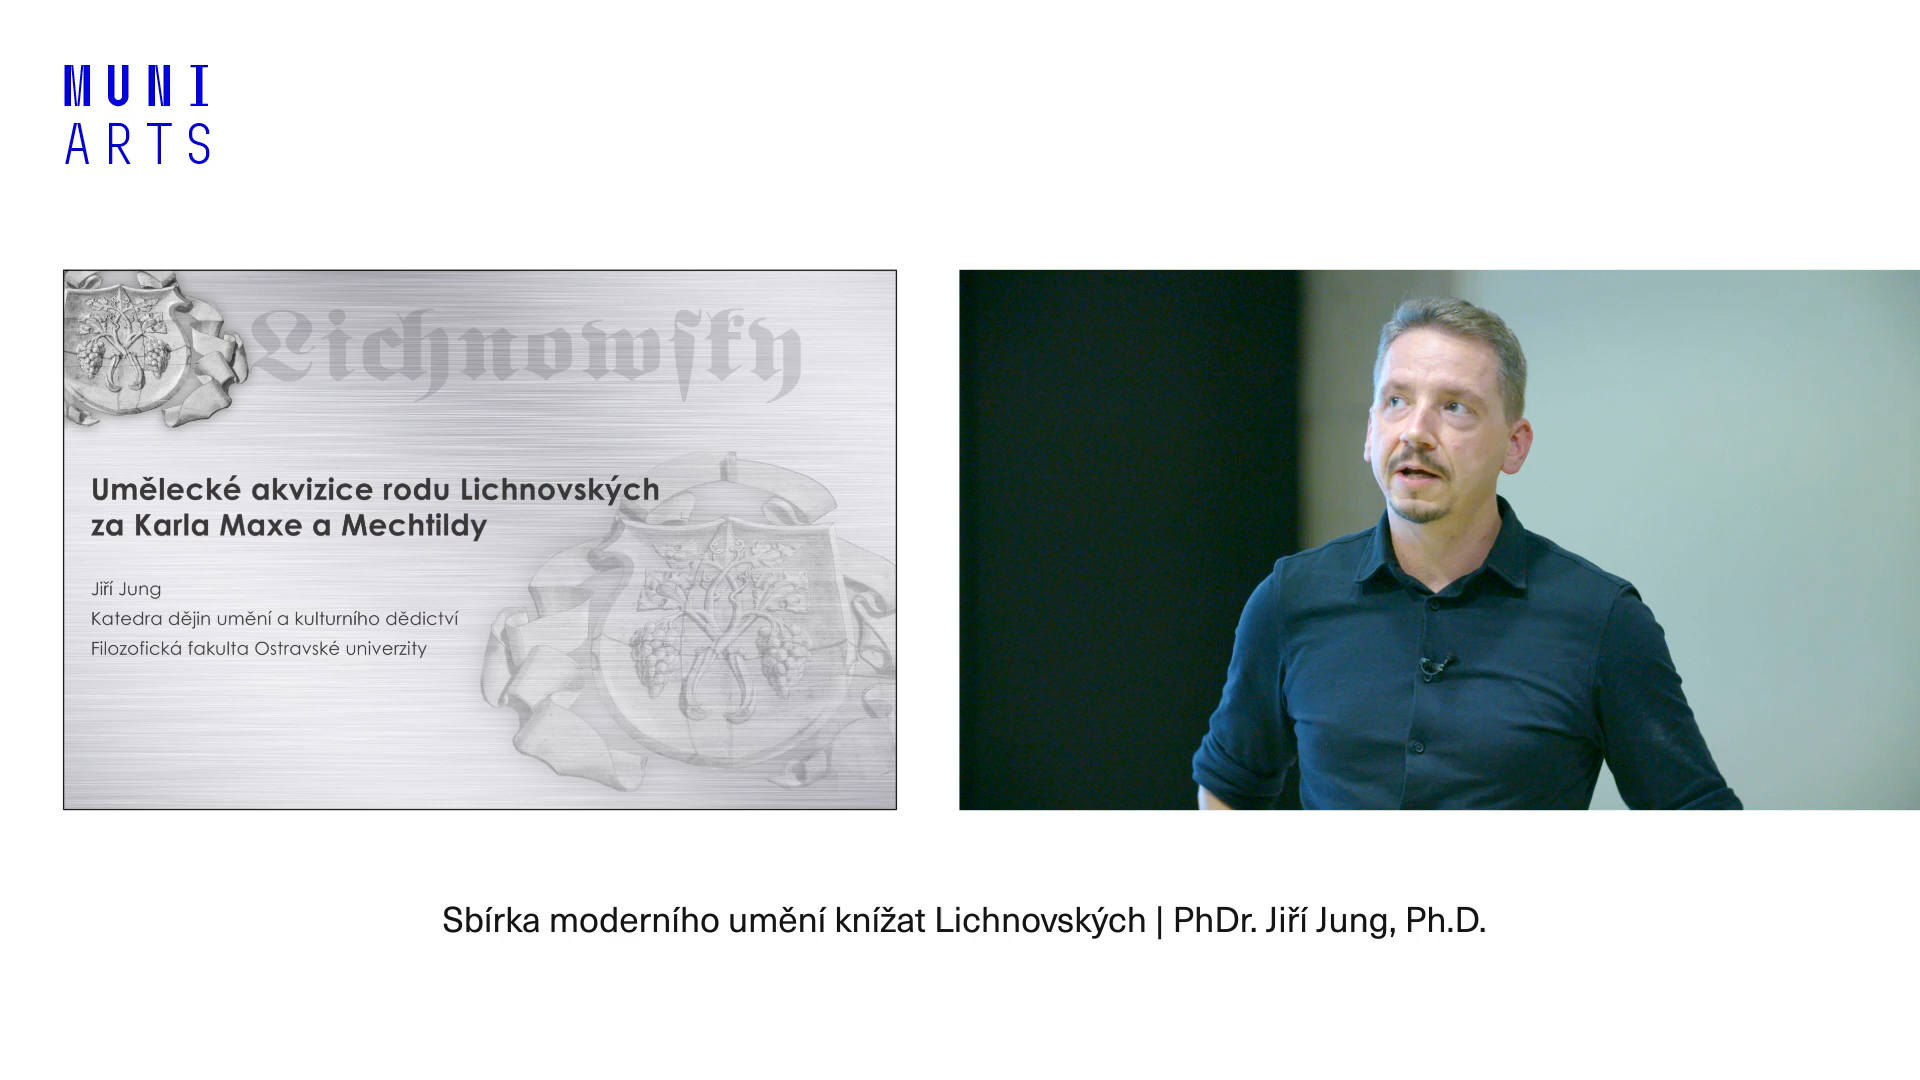 MUNI
ARTS
Lichnowſky
Umělecké akvizice rodu Lichnovských
za Karla Maxe a Mechtildy
Jiří Jung
Katedra dějin umění a kulturního dědictví
Filozofická fakulta Ostravské univerzity
Sbírka moderního umění knížat Lichnovských | PhDr. Jiří Jung, Ph.D.